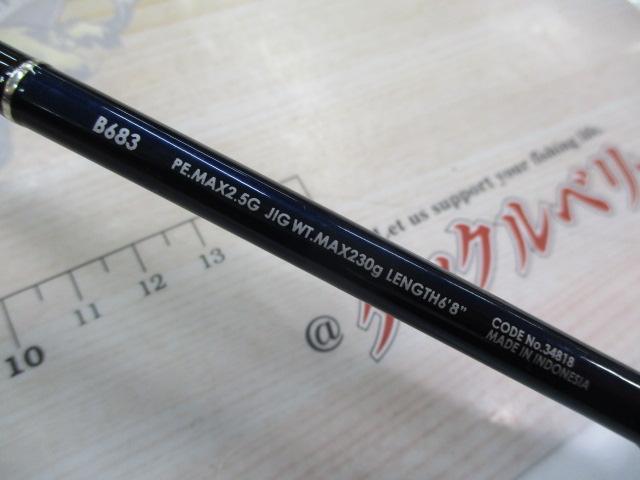 B683 PE.MAX2.5G JIG WT.MAX230g LENGTH6'8"
CODE No.34818
MADE IN INDONESIA
Let us support your fishing life.
@タックルベリー
10 11 12 13